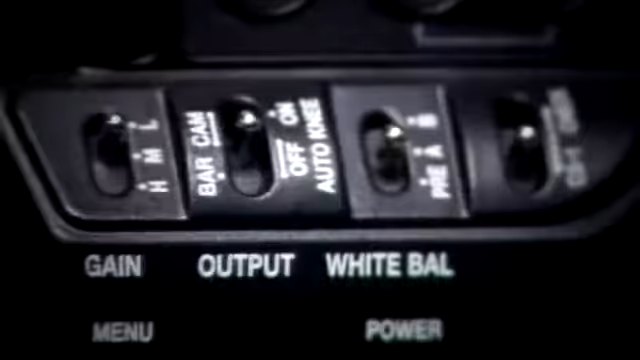 L
M
H
CAM
BAR
ON
OFF
AUTO KNEE
B
A
PRE
GAIN
OUTPUT
WHITE BAL
MENU
POWER